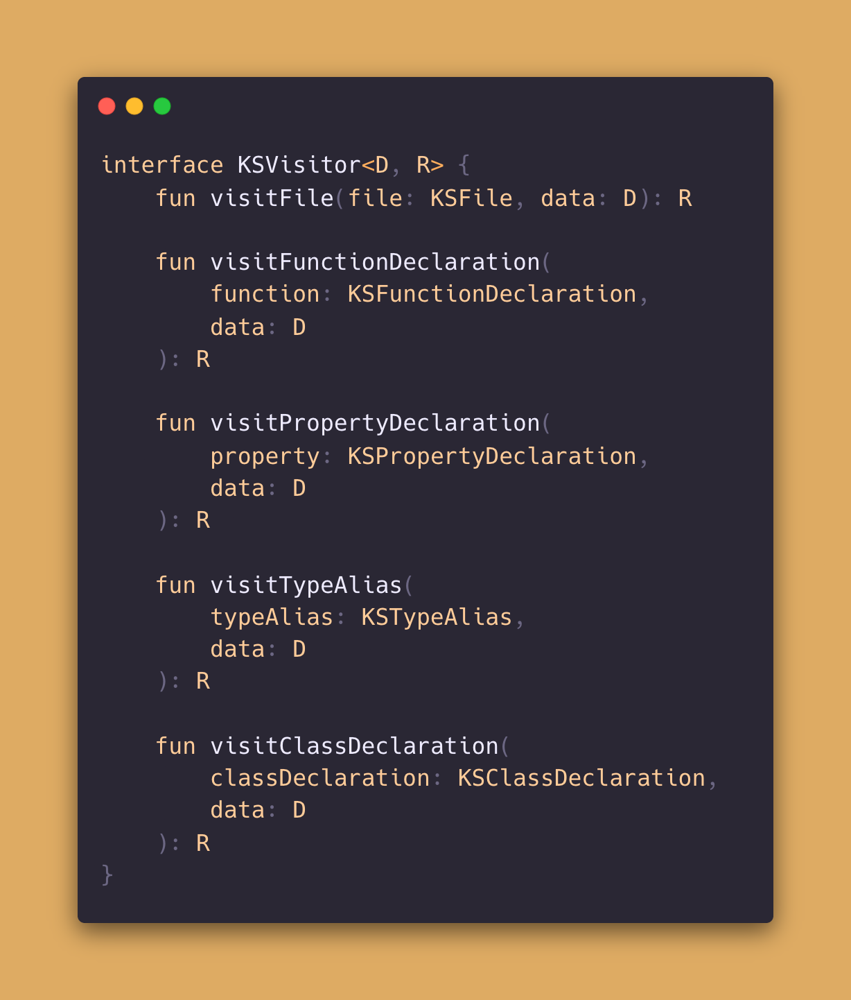 interface KSVisitor<D, R> {
    fun visitFile(file: KSFile, data: D): R

    fun visitFunctionDeclaration(
        function: KSFunctionDeclaration,
        data: D
    ): R

    fun visitPropertyDeclaration(
        property: KSPropertyDeclaration,
        data: D
    ): R

    fun visitTypeAlias(
        typeAlias: KSTypeAlias,
        data: D
    ): R

    fun visitClassDeclaration(
        classDeclaration: KSClassDeclaration,
        data: D
    ): R
}